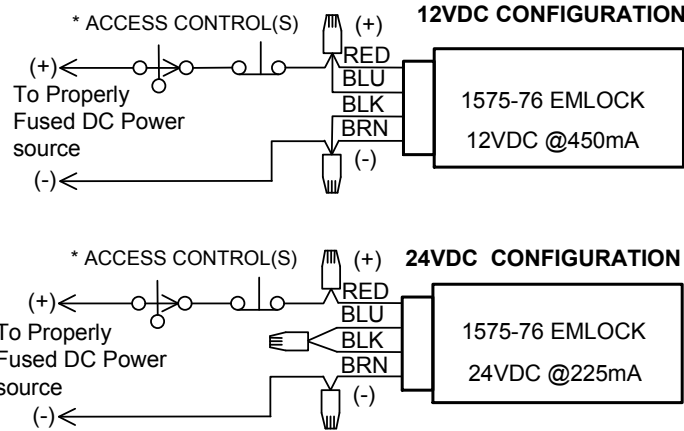 12VDC CONFIGURATION
* ACCESS CONTROL(S)
(+)
RED
(+)
BLU
To Properly
BLK
1575-76 EMLOCK
Fused DC Power
BRN
12VDC @450mA
source
(-)
(-)
* ACCESS CONTROL(S)
(+)
24VDC CONFIGURATION
RED
(+)
BLU
To Properly
BLK
1575-76 EMLOCK
Fused DC Power
BRN
24VDC @225mA
source
(-)
(-)